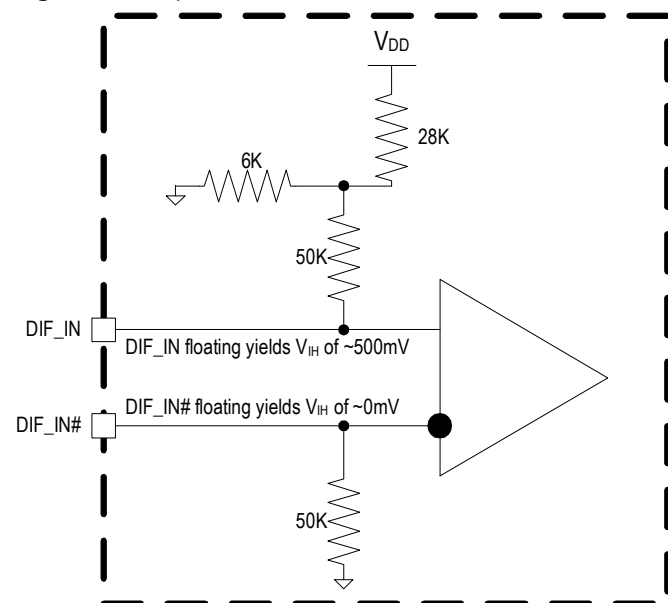 VDD
28K
6K
50K
DIF_IN
DIF_IN floating yields VIH of ~500mV
DIF_IN# floating yields VIH of ~0mV
DIF_IN#
50K